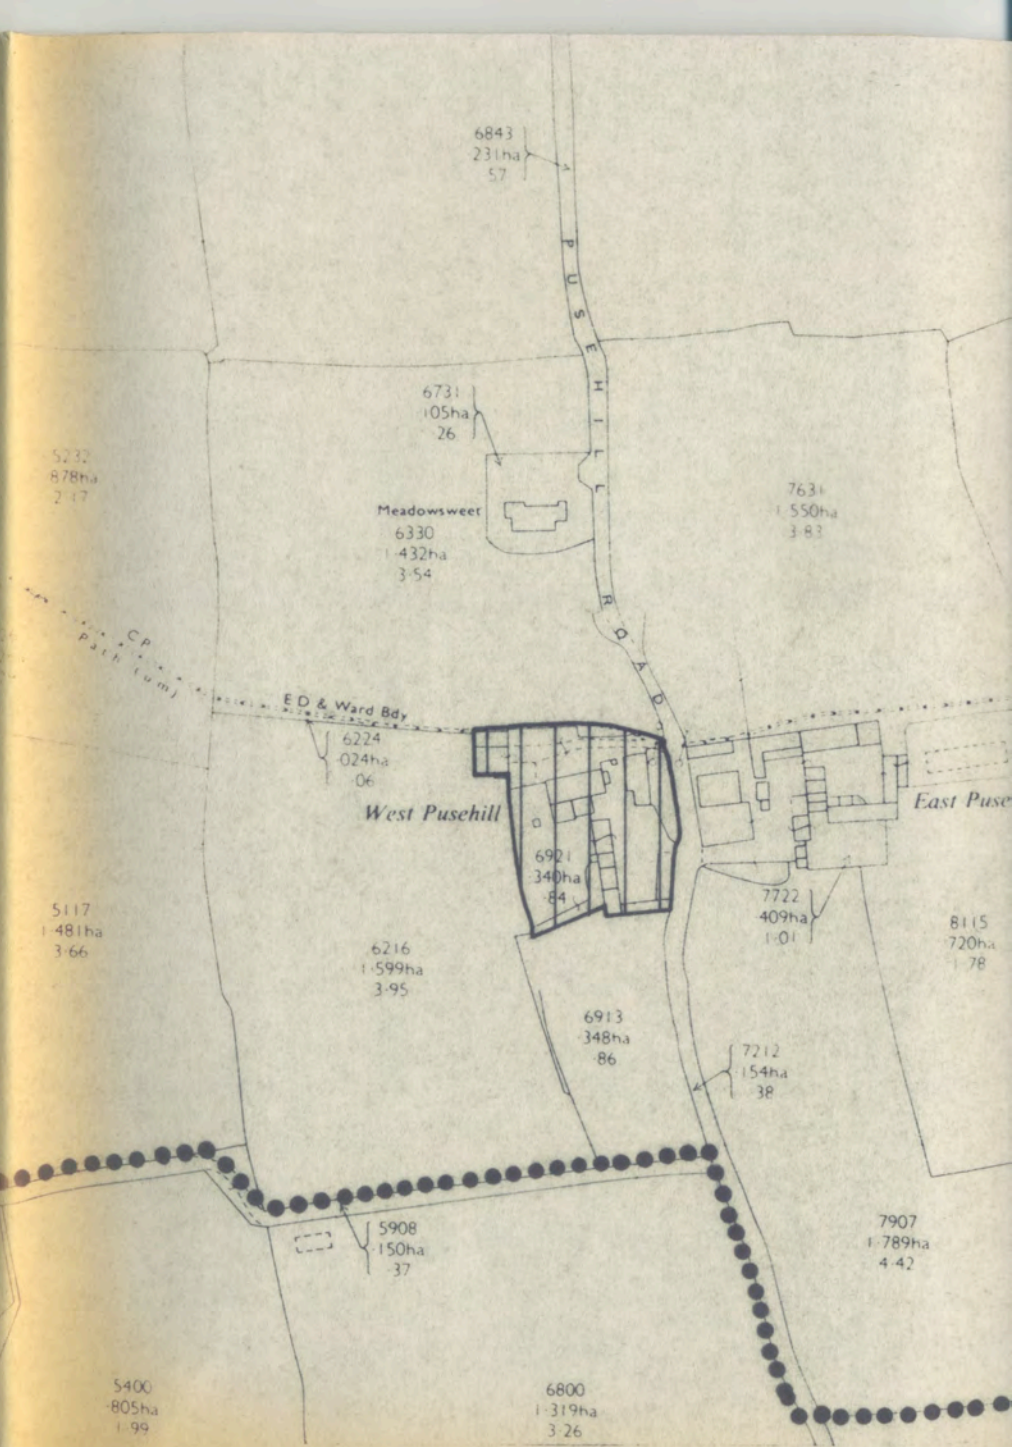 6843
231ha
57
PUSEHILL ROAD
6731
·105ha
·26
5232
878ha
2·47
Meadowsweet
6330
1·432ha
3·54
7631
1·550ha
3·83
CP
Path (um)
ED & Ward Bdy
6224
·024ha
·06
West Pusehill
East Puse
6921
·340ha
·84
5117
1·481ha
3·66
6216
1·599ha
3·95
7722
·409ha
1·01
8115
·720ha
1·78
6913
·348ha
·86
7212
·154ha
·38
5908
·150ha
·37
7907
1·789ha
4·42
5400
·805ha
1·99
6800
1·319ha
3·26